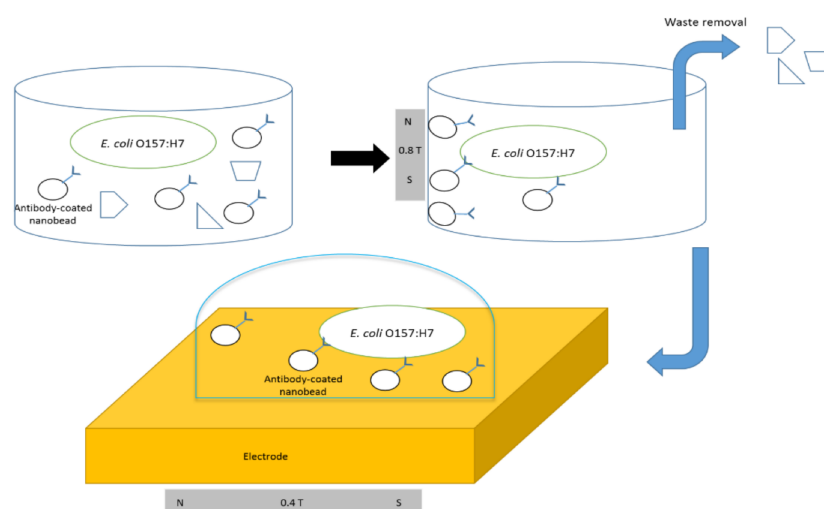 Waste removal
E. coli O157:H7
Antibody-coated
nanobead
N
0.8 T
S
E. coli O157:H7
E. coli O157:H7
Antibody-coated
nanobead
Electrode
N 0.4 T S